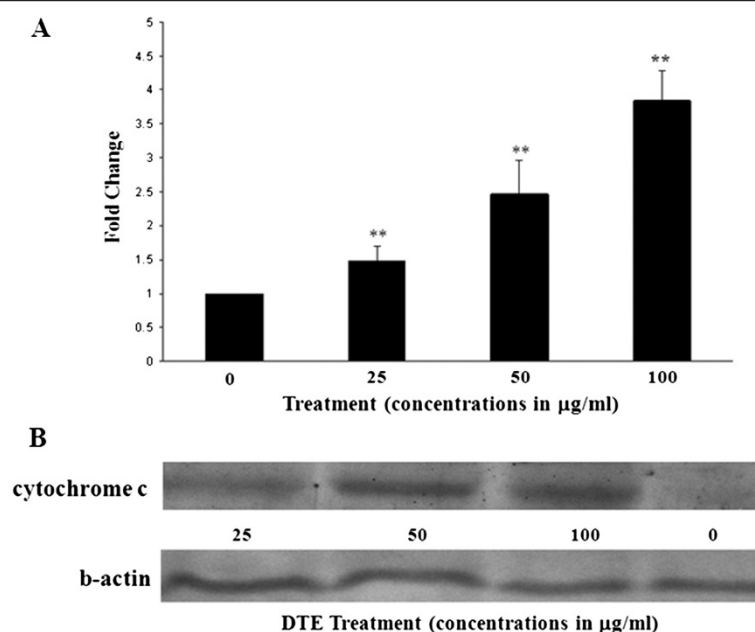 A
5
4.5
4
3.5
3
2.5
2
1.5
1
0.5
0
Fold Change
**
**
**
0 25 50 100
Treatment (concentrations in µg/ml)
B
cytochrome c
25 50 100 0
b-actin
DTE Treatment (concentrations in µg/ml)